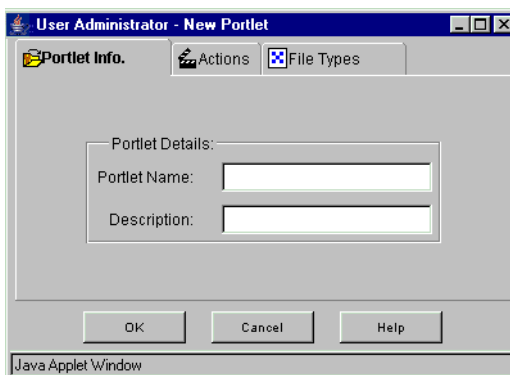 User Administrator - New Portlet
Portlet Info. Actions File Types
Portlet Details:
Portlet Name:
Description:
OK Cancel Help
Java Applet Window